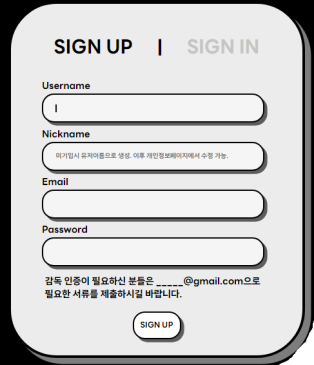 SIGN UP | SIGN IN
Username
Nickname
미기입시 유저이름으로 생성. 이후 개인정보페이지에서 수정 가능.
Email
Password
감독 인증이 필요하신 분들은 _____@gmail.com으로
필요한 서류를 제출하시길 바랍니다.
SIGN UP